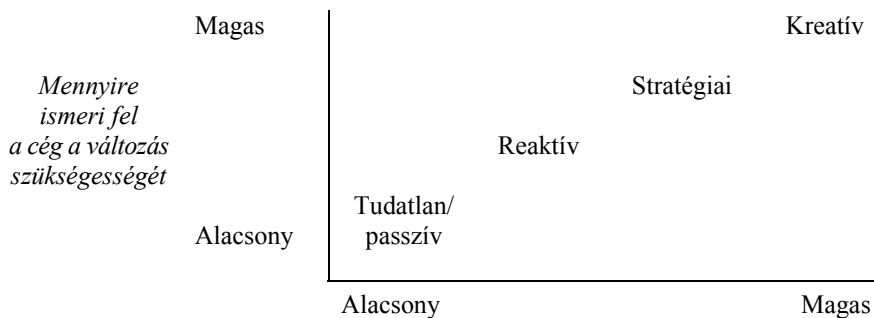 Magas
Kreatív
Mennyire
ismeri fel
a cég a változás
szükségességét
Stratégiai
Reaktív
Tudatlan/
passzív
Alacsony
Alacsony
Magas